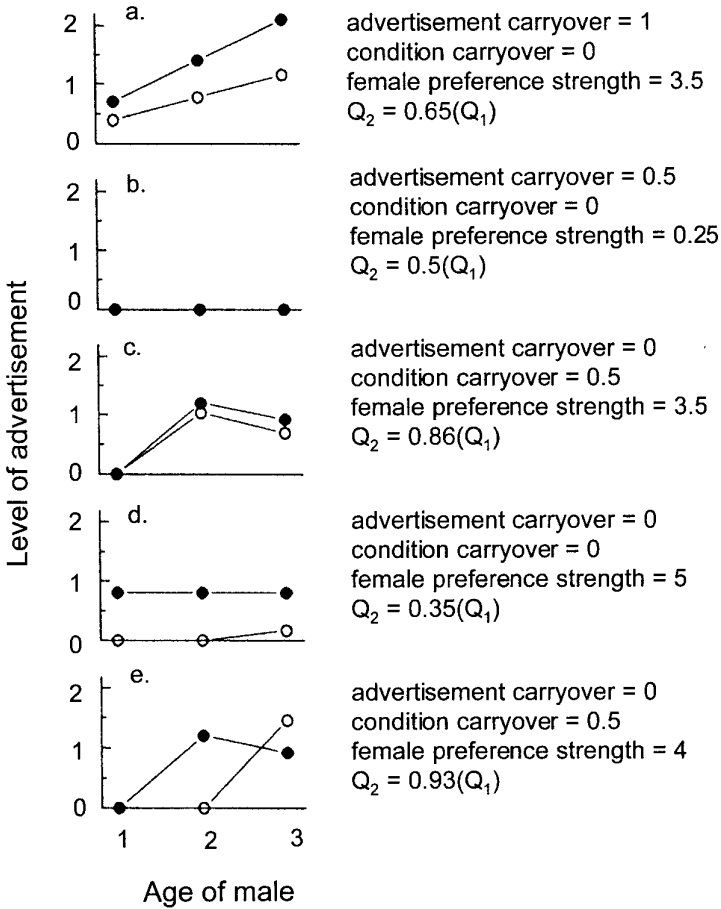 a.
2
1
0
advertisement carryover = 1
condition carryover = 0
female preference strength = 3.5
Q₂ = 0.65(Q₁)
b.
2
1
0
advertisement carryover = 0.5
condition carryover = 0
female preference strength = 0.25
Q₂ = 0.5(Q₁)
c.
2
1
0
advertisement carryover = 0
condition carryover = 0.5
female preference strength = 3.5
Q₂ = 0.86(Q₁)
d.
2
1
0
advertisement carryover = 0
condition carryover = 0
female preference strength = 5
Q₂ = 0.35(Q₁)
e.
2
1
0
advertisement carryover = 0
condition carryover = 0.5
female preference strength = 4
Q₂ = 0.93(Q₁)
1 2 3
Age of male
Level of advertisement